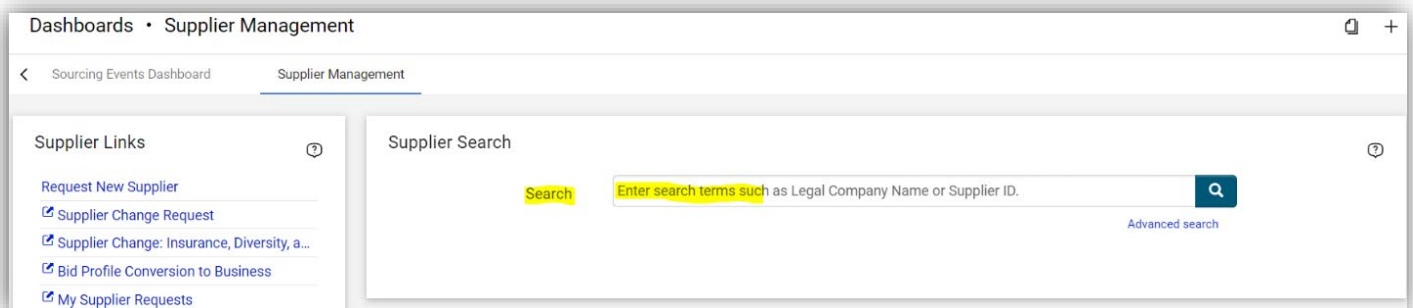 Dashboards • Supplier Management
Sourcing Events Dashboard Supplier Management
Supplier Links
Request New Supplier
Supplier Change Request
Supplier Change: Insurance, Diversity, a...
Bid Profile Conversion to Business
My Supplier Requests
Supplier Search
Search Enter search terms such as Legal Company Name or Supplier ID.
Advanced search